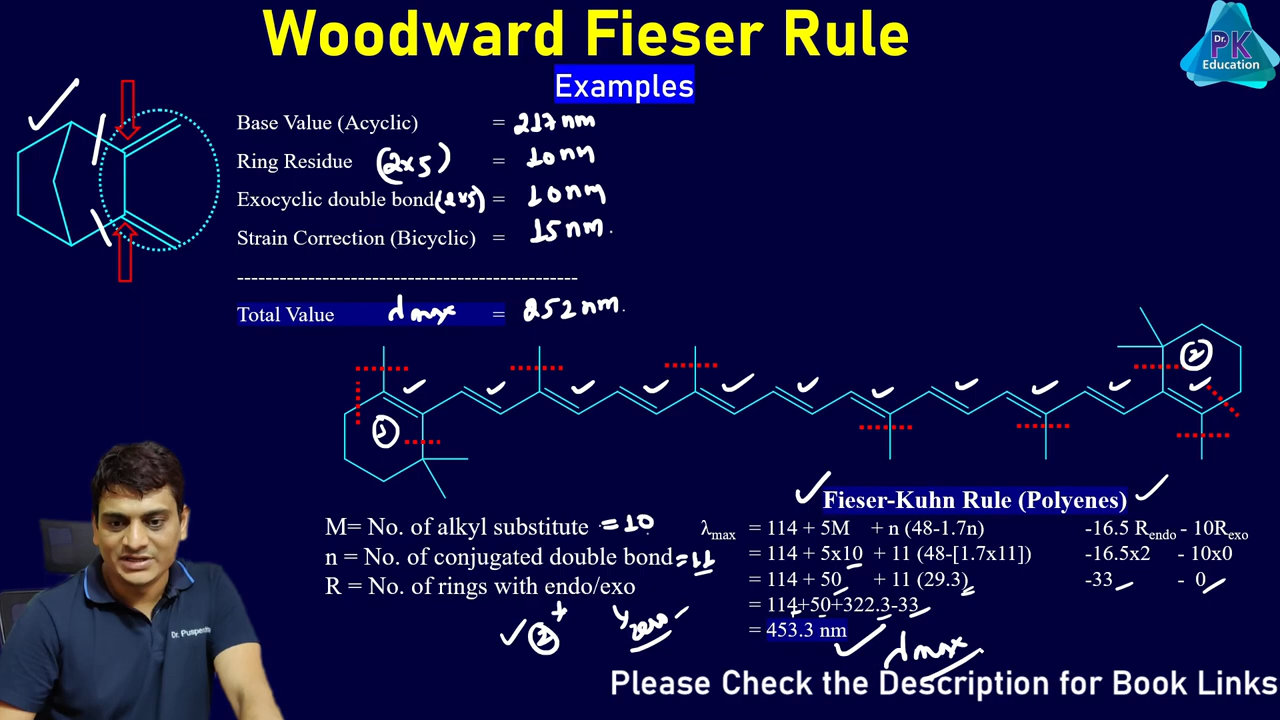 Woodward Fieser Rule
Dr.
PK
Education
Examples
Base Value (Acyclic) = 217 nm
Ring Residue (2x5) = 10 nm
Exocyclic double bond (2x5) = 10 nm
Strain Correction (Bicyclic) = 15 nm.
---------------------------------------------
Total Value λmax = 252 nm.
1
2
Fieser-Kuhn Rule (Polyenes)
M= No. of alkyl substitute = 10
n = No. of conjugated double bond = 11
R = No. of rings with endo/exo
2
zero
λmax = 114 + 5M + n (48-1.7n) -16.5 Rendo - 10Rexo
= 114 + 5x10 + 11 (48-[1.7x11]) -16.5x2 - 10x0
= 114 + 50 + 11 (29.3) -33 - 0
= 114+50+322.3-33
= 453.3 nm
λmax
Please Check the Description for Book Links